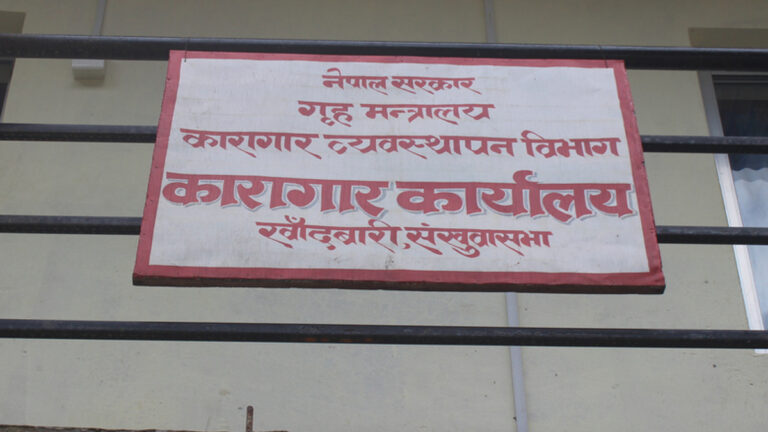 नेपाल सरकार
गृह मन्त्रालय
कारागार व्यवस्थापन विभाग
कारागार कार्यालय
खाँदबारी, संखुवासभा